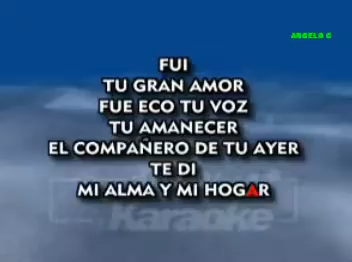 ANGELO G
FUI
TU GRAN AMOR
FUE ECO TU VOZ
TU AMANECER
EL COMPAÑERO DE TU AYER
TE DI
MI ALMA Y MI HOGAR
Karaoke